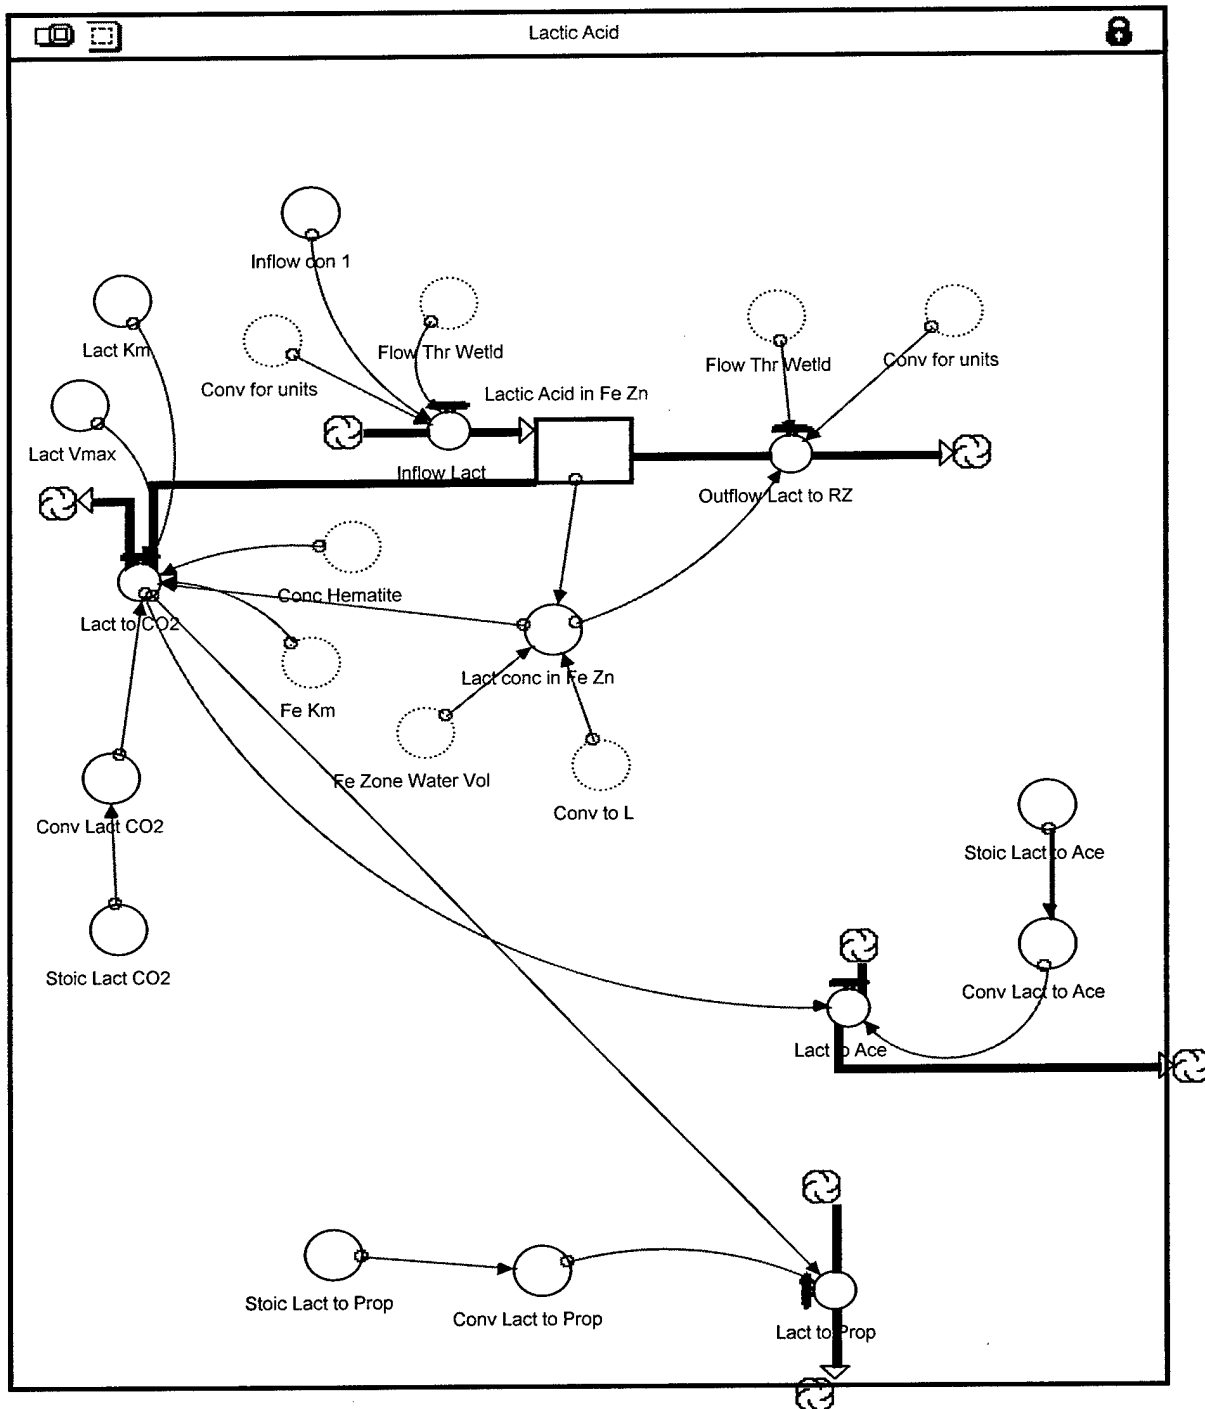 Lactic Acid
Inflow con 1
Lact Km
Flow Thr Wetld
Flow Thr Wetld
Conv for units
Conv for units
Lactic Acid in Fe Zn
Lact Vmax
Inflow Lact
Outflow Lact to RZ
Conc Hematite
Lact to CO2
Lact conc in Fe Zn
Fe Km
Fe Zone Water Vol
Conv to L
Conv Lact CO2
Stoic Lact to Ace
Stoic Lact CO2
Conv Lact to Ace
Lact to Ace
Stoic Lact to Prop
Conv Lact to Prop
Lact to Prop